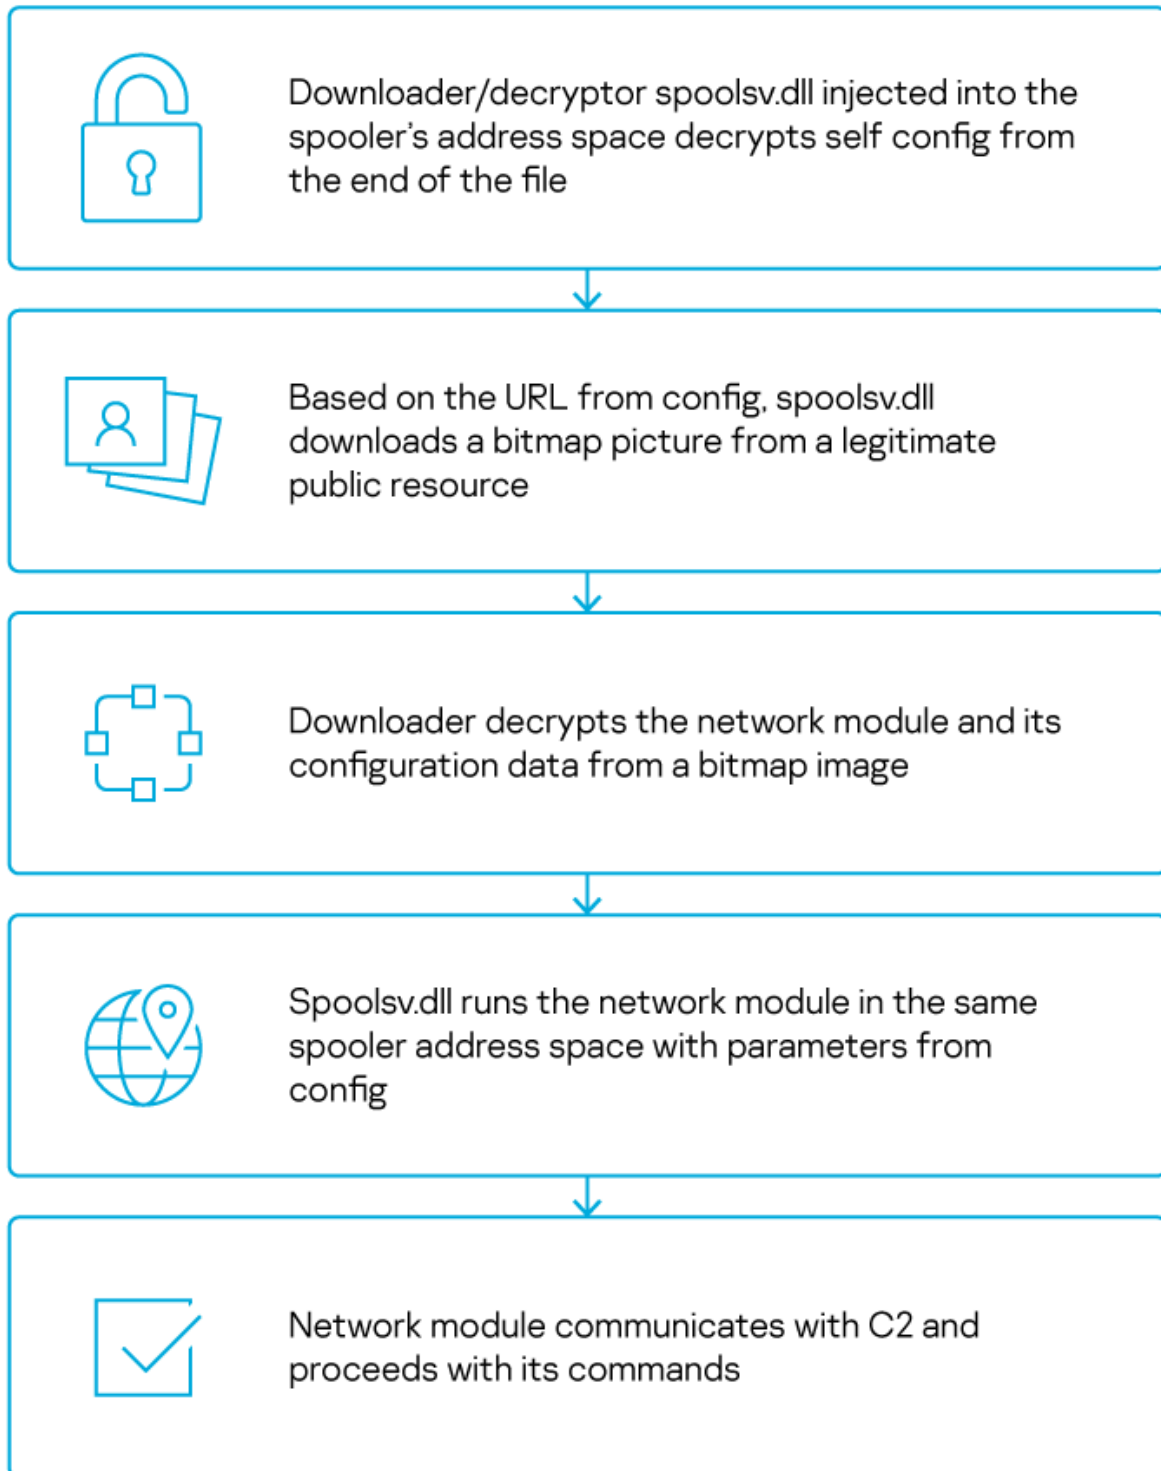 Downloader/decryptor spoolsv.dll injected into the
spooler's address space decrypts self config from
the end of the file
Based on the URL from config, spoolsv.dll
downloads a bitmap picture from a legitimate
public resource
Downloader decrypts the network module and its
configuration data from a bitmap image
Spoolsv.dll runs the network module in the same
spooler address space with parameters from
config
Network module communicates with C2 and
proceeds with its commands